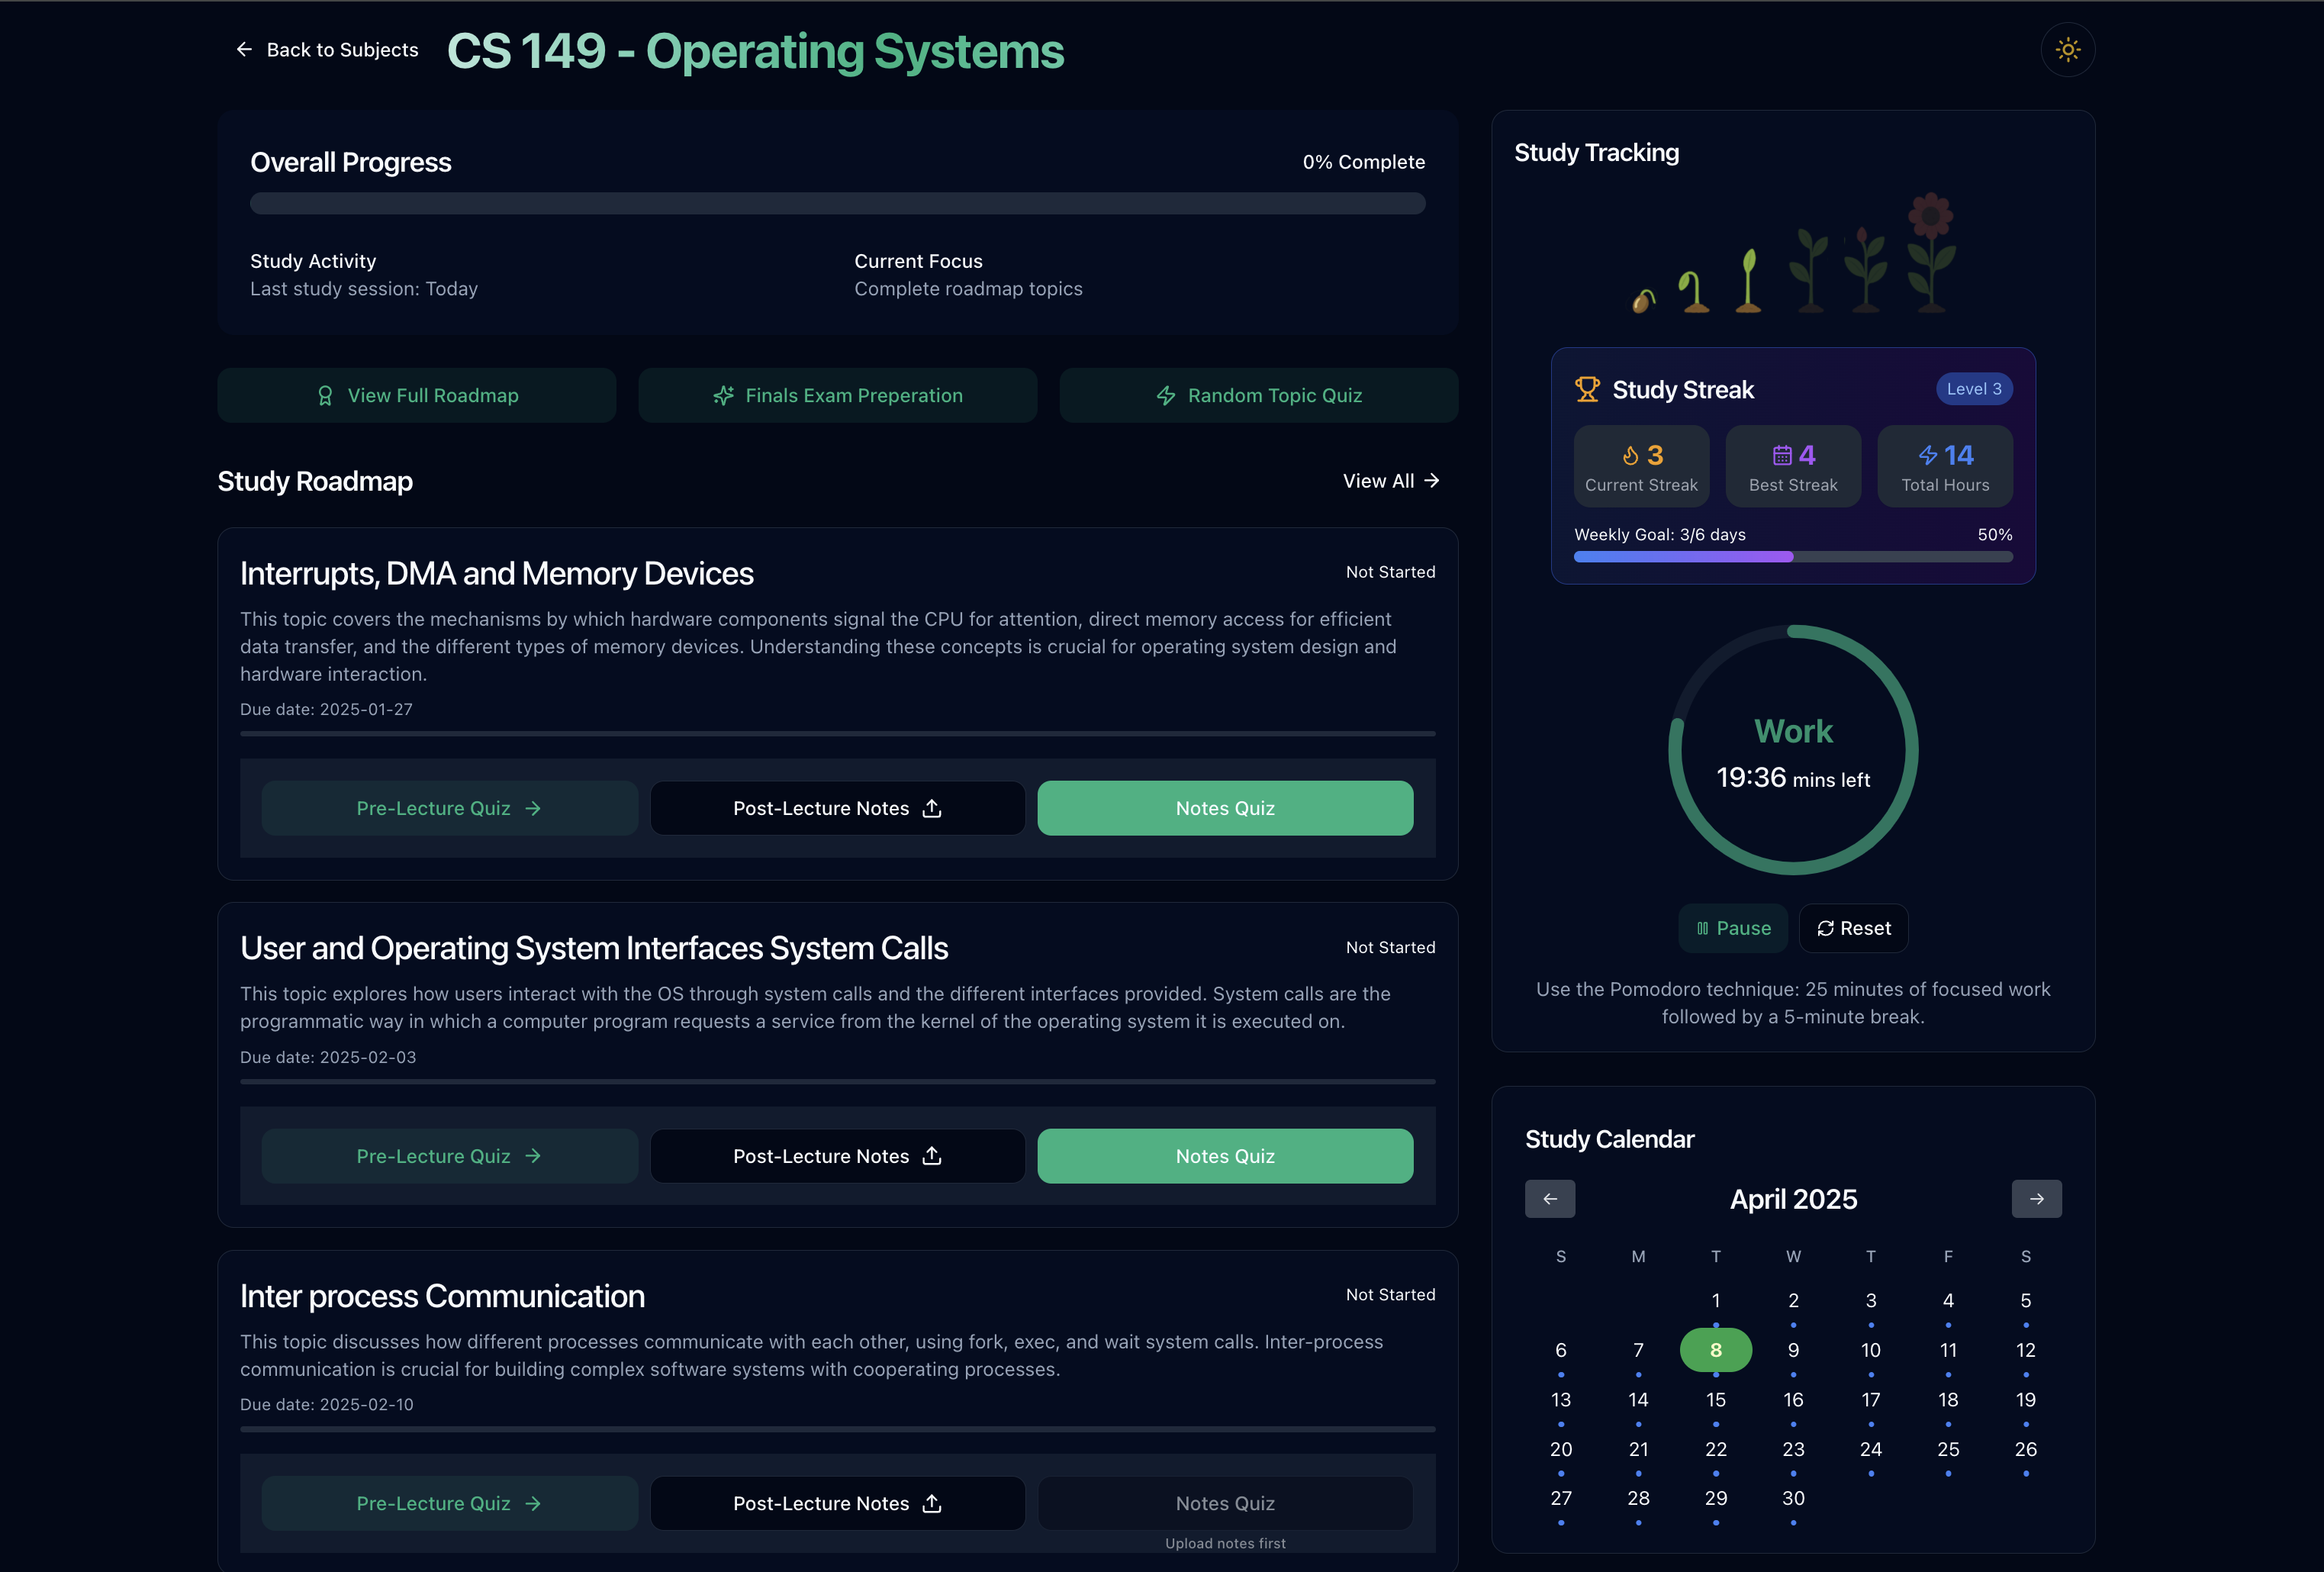 Back to Subjects
CS 149 - Operating Systems
Overall Progress
0% Complete
Study Activity
Last study session: Today
Current Focus
Complete roadmap topics
View Full Roadmap
Finals Exam Preperation
Random Topic Quiz
Study Roadmap
View All
Interrupts, DMA and Memory Devices
Not Started
This topic covers the mechanisms by which hardware components signal the CPU for attention, direct memory access for efficient
data transfer, and the different types of memory devices. Understanding these concepts is crucial for operating system design and
hardware interaction.
Due date: 2025-01-27
Pre-Lecture Quiz
Post-Lecture Notes
Notes Quiz
User and Operating System Interfaces System Calls
Not Started
This topic explores how users interact with the OS through system calls and the different interfaces provided. System calls are the
programmatic way in which a computer program requests a service from the kernel of the operating system it is executed on.
Due date: 2025-02-03
Pre-Lecture Quiz
Post-Lecture Notes
Notes Quiz
Inter process Communication
Not Started
This topic discusses how different processes communicate with each other, using fork, exec, and wait system calls. Inter-process
communication is crucial for building complex software systems with cooperating processes.
Due date: 2025-02-10
Pre-Lecture Quiz
Post-Lecture Notes
Notes Quiz
Upload notes first
Study Tracking
Study Streak
Level 3
3
Current Streak
4
Best Streak
14
Total Hours
Weekly Goal: 3/6 days
50%
Work
19:36 mins left
Pause
Reset
Use the Pomodoro technique: 25 minutes of focused work
followed by a 5-minute break.
Study Calendar
April 2025
S M T W T F S
1 2 3 4 5
6 7 8 9 10 11 12
13 14 15 16 17 18 19
20 21 22 23 24 25 26
27 28 29 30